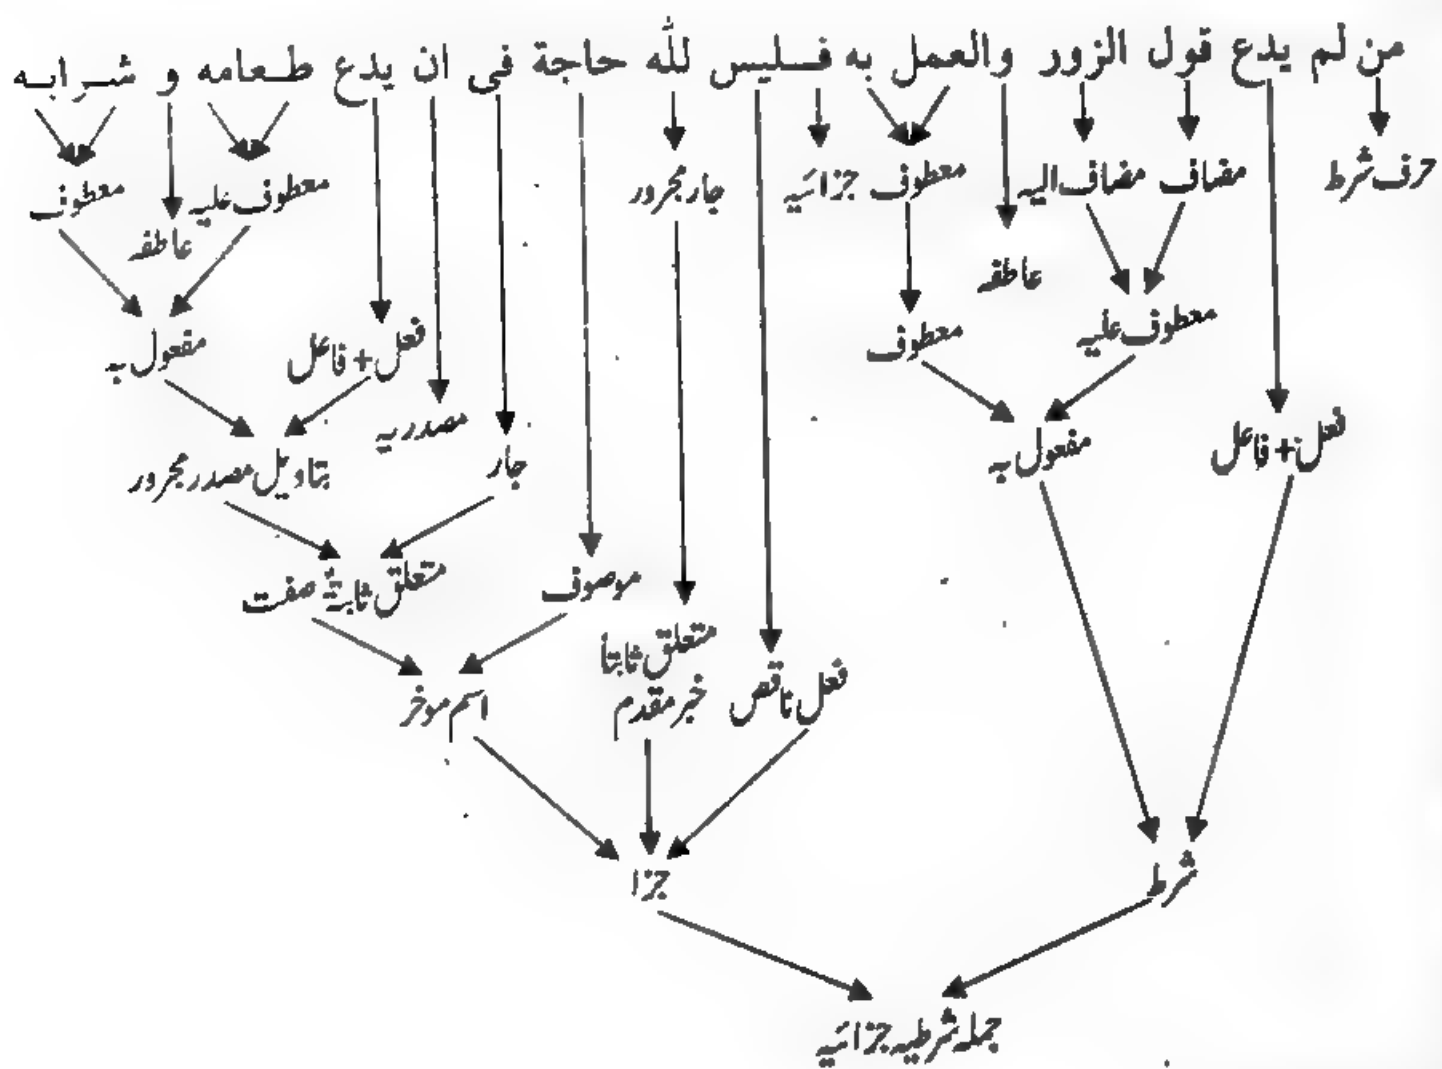 من لم يدع قول الزور والعمل به فليس لله حاجة فى ان يدع طعامه و شرابه
حرف شرط مضاف مضاف الیہ معطوف جزائیہ جار مجرور معطوف علیہ معطوف
عاطفہ عاطفہ
معطوف علیہ معطوف فعل + فاعل مفعول بہ
فعل + فاعل مفعول بہ مصدریہ
جار بتاویل مصدر مجرور
موصوف متعلق ثابتۃ صفت
متعلق ثابتا
فعل ناقص خبر مقدم اسم موخر
شرط جزا
جملہ شرطیہ جزائیہ